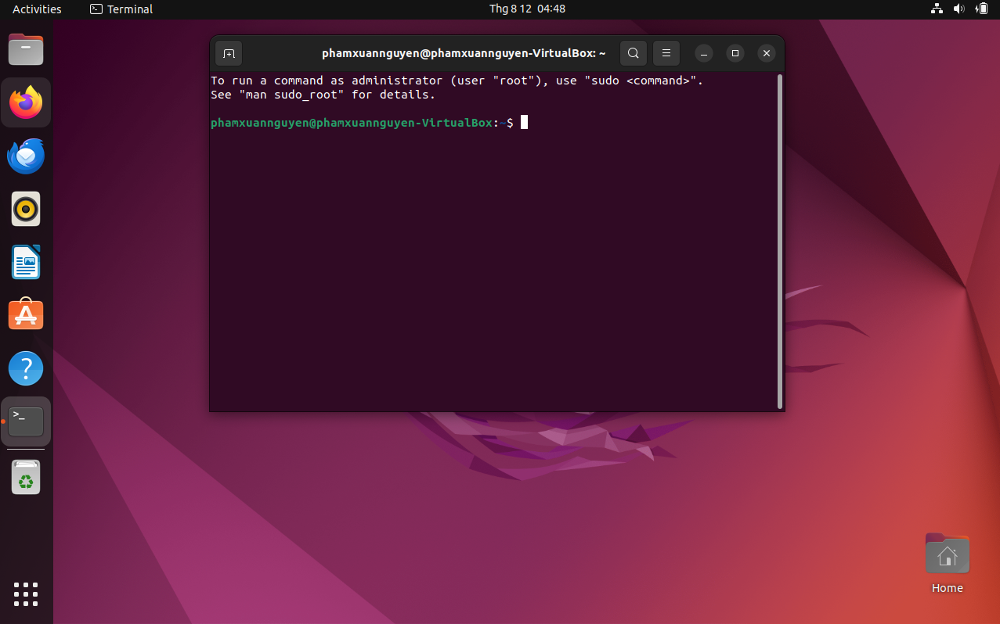 Activities
Terminal
Thg 8 12 04:48
phamxuannguyen@phamxuannguyen-VirtualBox: ~
To run a command as administrator (user "root"), use "sudo <command>".
See "man sudo_root" for details.
phamxuannguyen@phamxuannguyen-VirtualBox:~$
Home